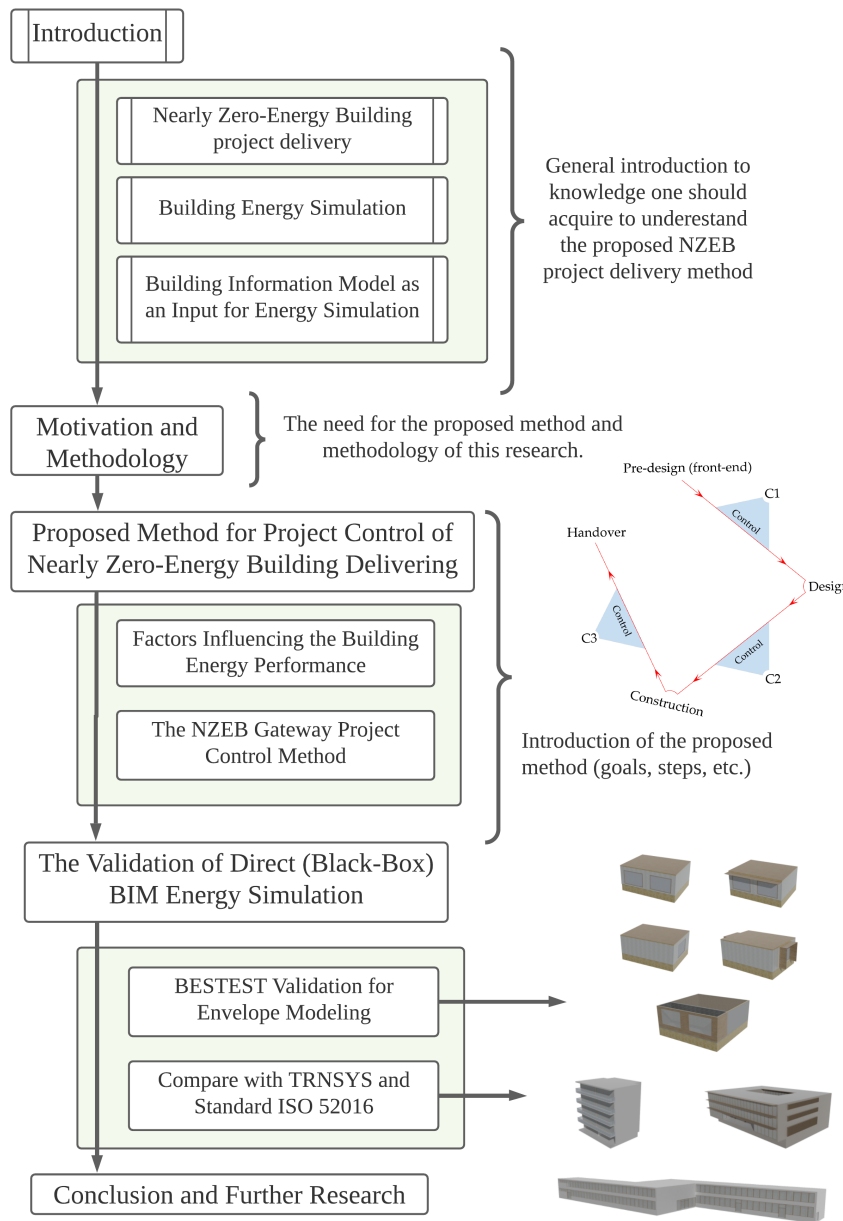 Introduction
Nearly Zero-Energy Building
project delivery
Building Energy Simulation
Building Information Model as
an Input for Energy Simulation
General introduction to
knowledge one should
acquire to underestand
the proposed NZEB
project delivery method
Motivation and
Methodology
The need for the proposed method and
methodology of this research.
Proposed Method for Project Control of
Nearly Zero-Energy Building Delivering
Factors Influencing the Building
Energy Performance
The NZEB Gateway Project
Control Method
Pre-design (front-end)
C1
Control
Design
Control
C2
Construction
Control
C3
Handover
Introduction of the proposed
method (goals, steps, etc.)
The Validation of Direct (Black-Box)
BIM Energy Simulation
BESTEST Validation for
Envelope Modeling
Compare with TRNSYS and
Standard ISO 52016
Conclusion and Further Research